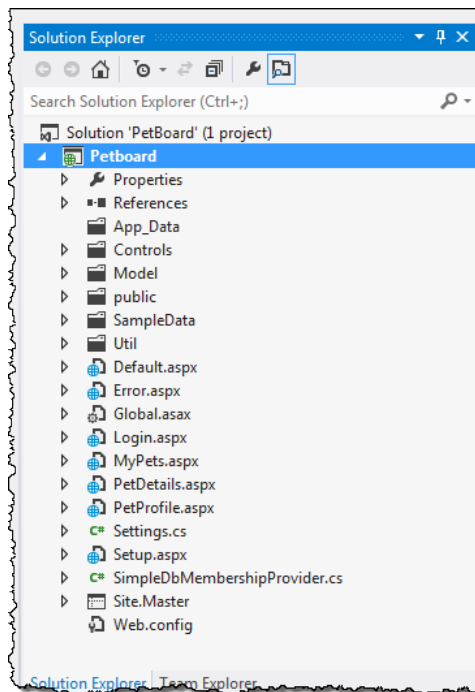 Solution Explorer
Search Solution Explorer (Ctrl+;)
Solution 'PetBoard' (1 project)
Petboard
Properties
References
App_Data
Controls
Model
public
SampleData
Util
Default.aspx
Error.aspx
Global.asax
Login.aspx
MyPets.aspx
PetDetails.aspx
PetProfile.aspx
C# Settings.cs
Setup.aspx
C# SimpleDbMembershipProvider.cs
Site.Master
Web.config
Solution Explorer Team Explorer